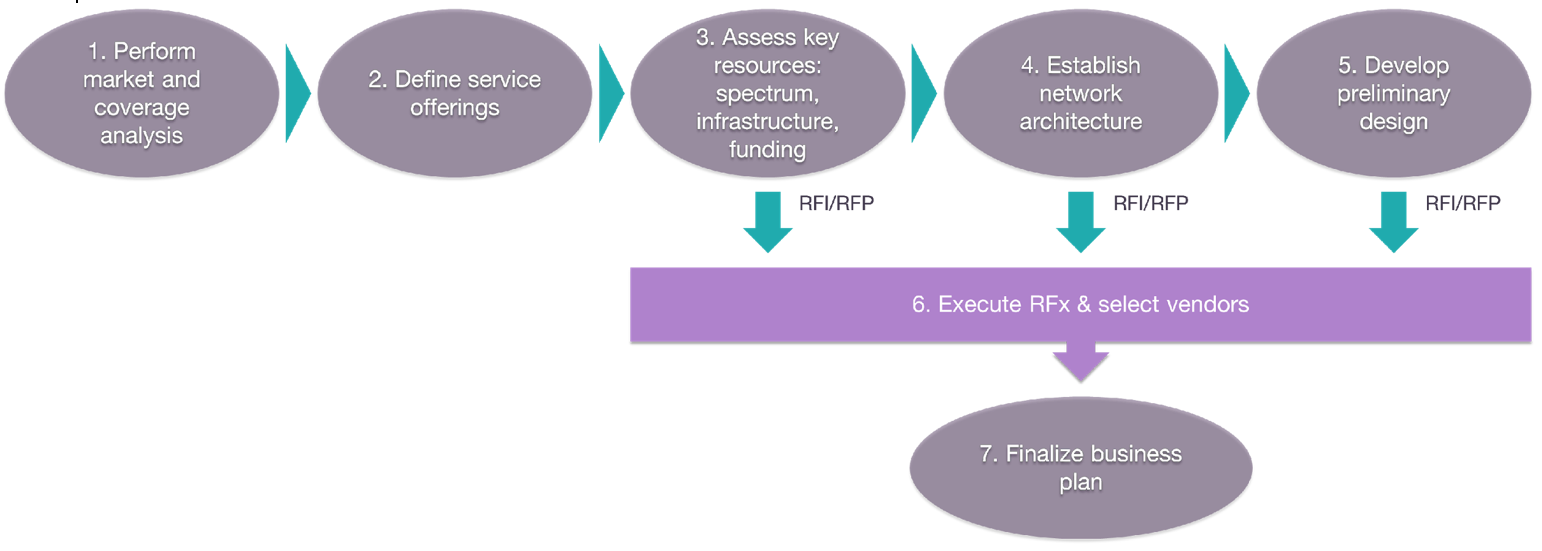 1. Perform
market and
coverage
analysis
2. Define service
offerings
3. Assess key
resources:
spectrum,
infrastructure,
funding
4. Establish
network
architecture
5. Develop
preliminary
design
RFI/RFP
RFI/RFP
RFI/RFP
6. Execute RFx & select vendors
7. Finalize business
plan